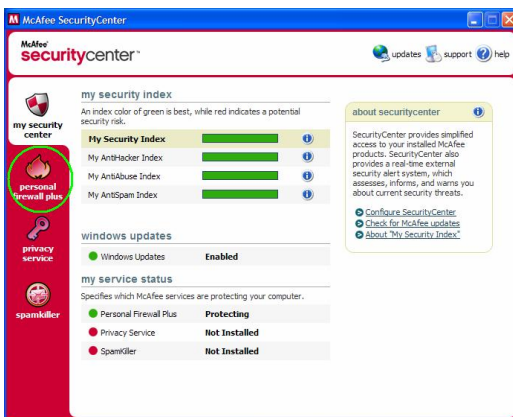 McAfee SecurityCenter
McAfee
securitycenter
updates
support
help
my security center
personal firewall plus
privacy service
spamkiller
my security index
An index color of green is best, while red indicates a potential
security risk.
My Security Index
My AntiHacker Index
My AntiAbuse Index
My AntiSpam Index
windows updates
Windows Updates Enabled
my service status
Specifies which McAfee services are protecting your computer.
Personal Firewall Plus Protecting
Privacy Service Not Installed
SpamKiller Not Installed
about securitycenter
SecurityCenter provides simplified
access to your installed McAfee
products. SecurityCenter also
provides a real-time external
security alert system, which
assesses, informs, and warns you
about current security threats.
Configure SecurityCenter
Check for McAfee updates
About "My Security Index"